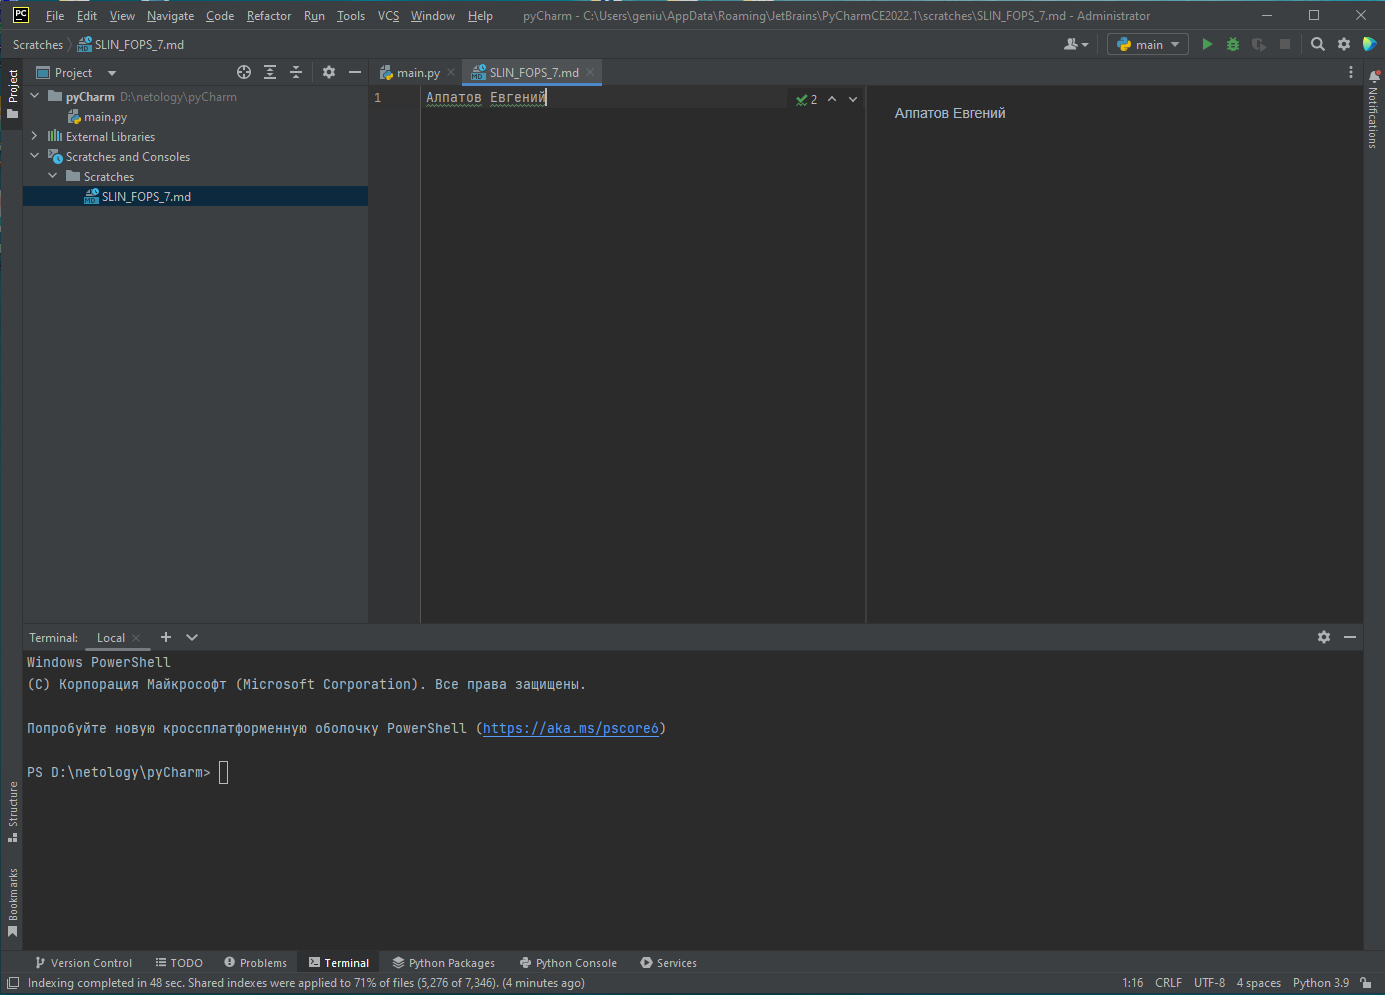 PC File Edit View Navigate Code Refactor Run Tools VCS Window Help pyCharm - C:\Users\geniu\AppData\Roaming\JetBrains\PyCharmCE2022.1\scratches\SLIN_FOPS_7.md - Administrator
Scratches SLIN_FOPS_7.md main
Project main.py SLIN_FOPS_7.md
Project
pyCharm D:\netology\pyCharm
main.py
External Libraries
Scratches and Consoles
Scratches
SLIN_FOPS_7.md
1 Алпатов Евгений 2
Алпатов Евгений
Notifications
Terminal: Local
Windows PowerShell
(C) Корпорация Майкрософт (Microsoft Corporation). Все права защищены.
Попробуйте новую кроссплатформенную оболочку PowerShell (https://aka.ms/pscore6)
PS D:\netology\pyCharm>
Structure
Bookmarks
Version Control TODO Problems Terminal Python Packages Python Console Services
Indexing completed in 48 sec. Shared indexes were applied to 71% of files (5,276 of 7,346). (4 minutes ago) 1:16 CRLF UTF-8 4 spaces Python 3.9